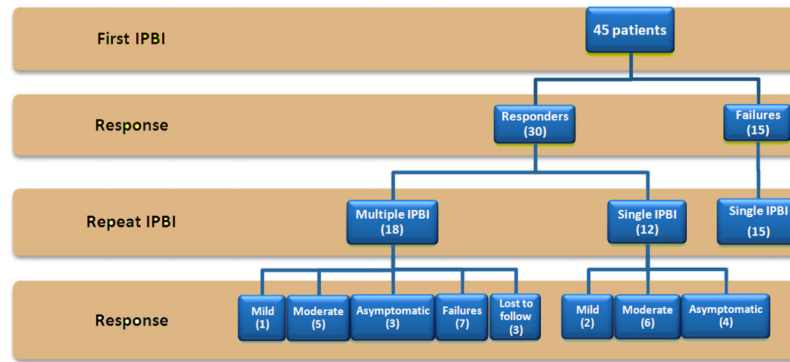 First IPBI
45 patients
Response
Responders
(30)
Failures
(15)
Repeat IPBI
Multiple IPBI
(18)
Single IPBI
(12)
Single IPBI
(15)
Response
Mild
(1)
Moderate
(5)
Asymptomatic
(3)
Failures
(7)
Lost to
follow
(3)
Mild
(2)
Moderate
(6)
Asymptomatic
(4)